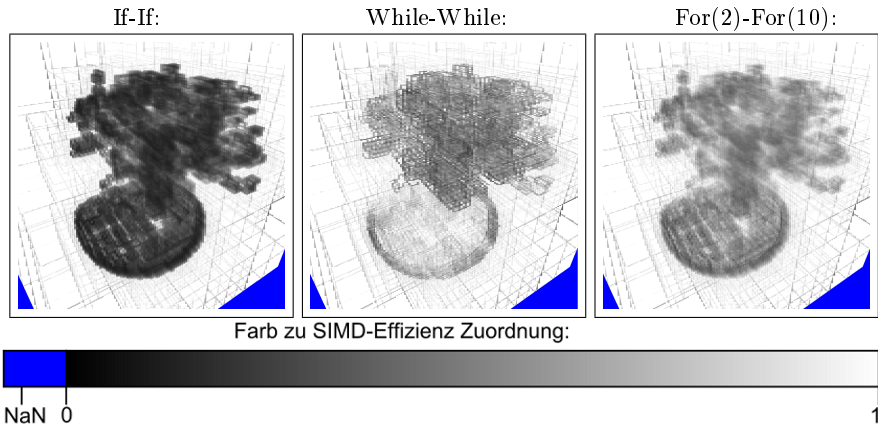 If-If: While-While: For(2)-For(10):
Farb zu SIMD-Effizienz Zuordnung:
NaN 0 1